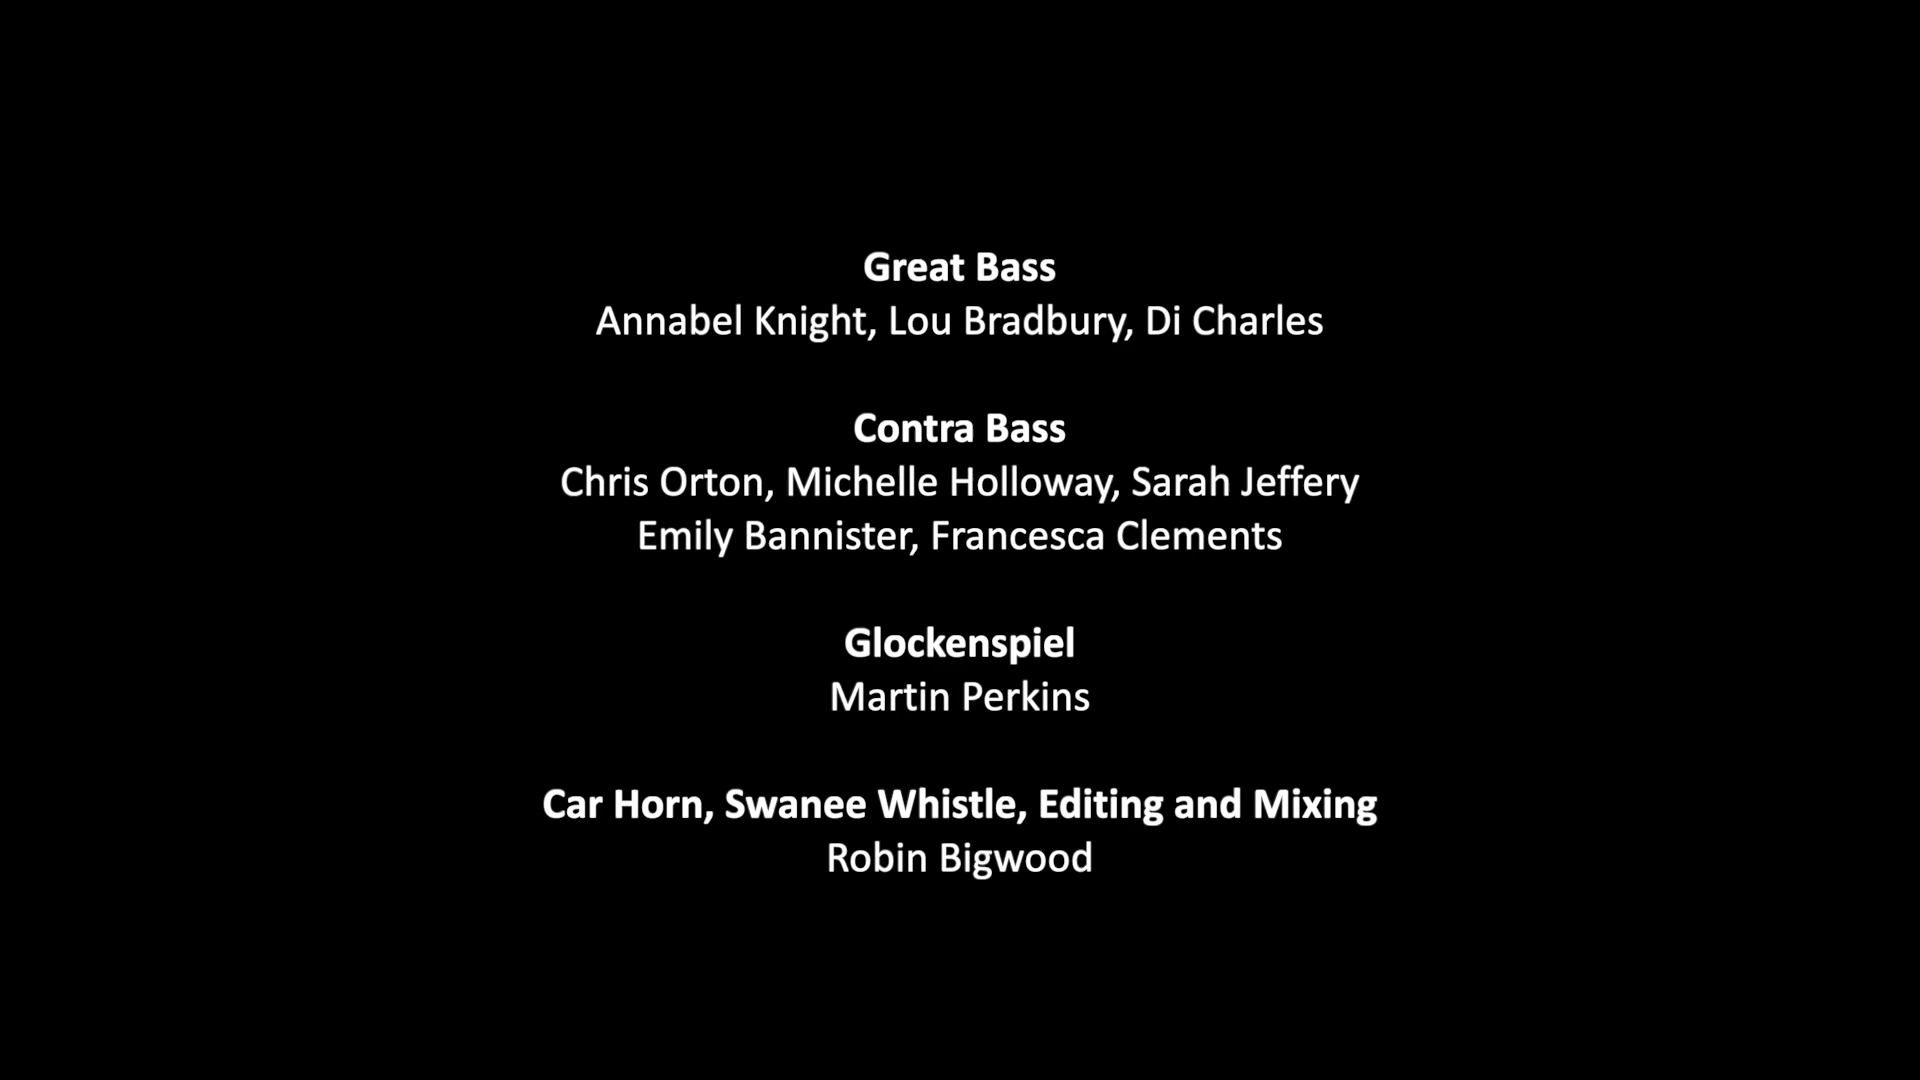 Great Bass
Annabel Knight, Lou Bradbury, Di Charles
Contra Bass
Chris Orton, Michelle Holloway, Sarah Jeffery
Emily Bannister, Francesca Clements
Glockenspiel
Martin Perkins
Car Horn, Swanee Whistle, Editing and Mixing
Robin Bigwood